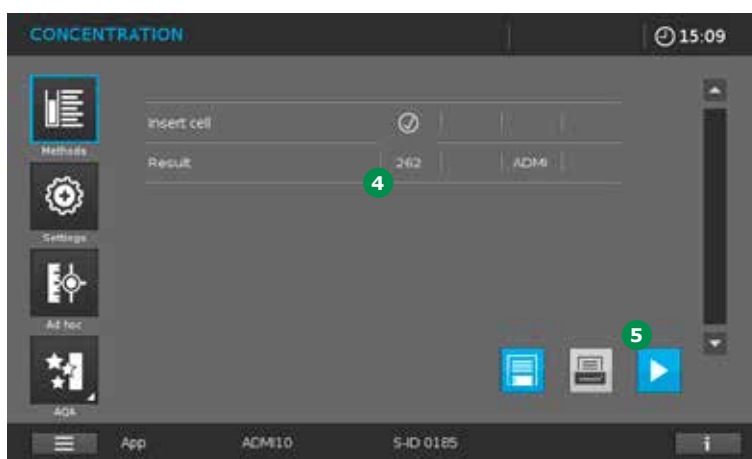 CONCENTRATION 15:09
Insert cell
Methods
Result 262 ADMI
4
Settings
Ad hoc
5
AQA
App ADMI10 S-ID 0185 i